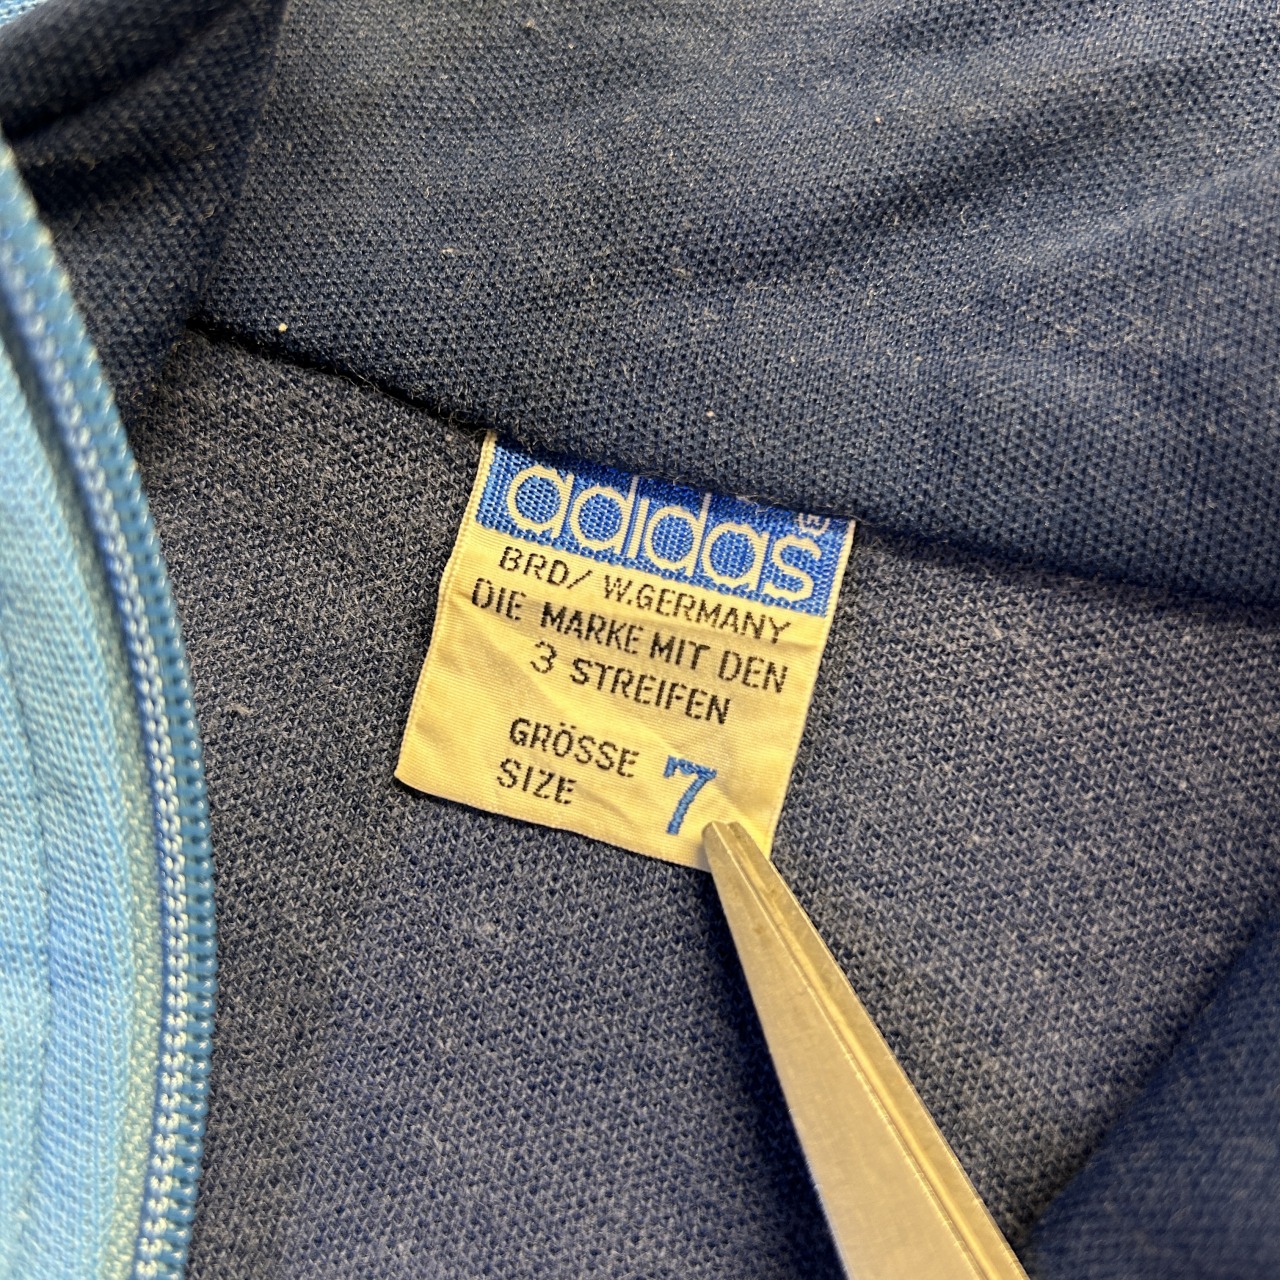 adidas®
BRD/ W.GERMANY
DIE MARKE MIT DEN
3 STREIFEN
GRÖSSE
SIZE 7